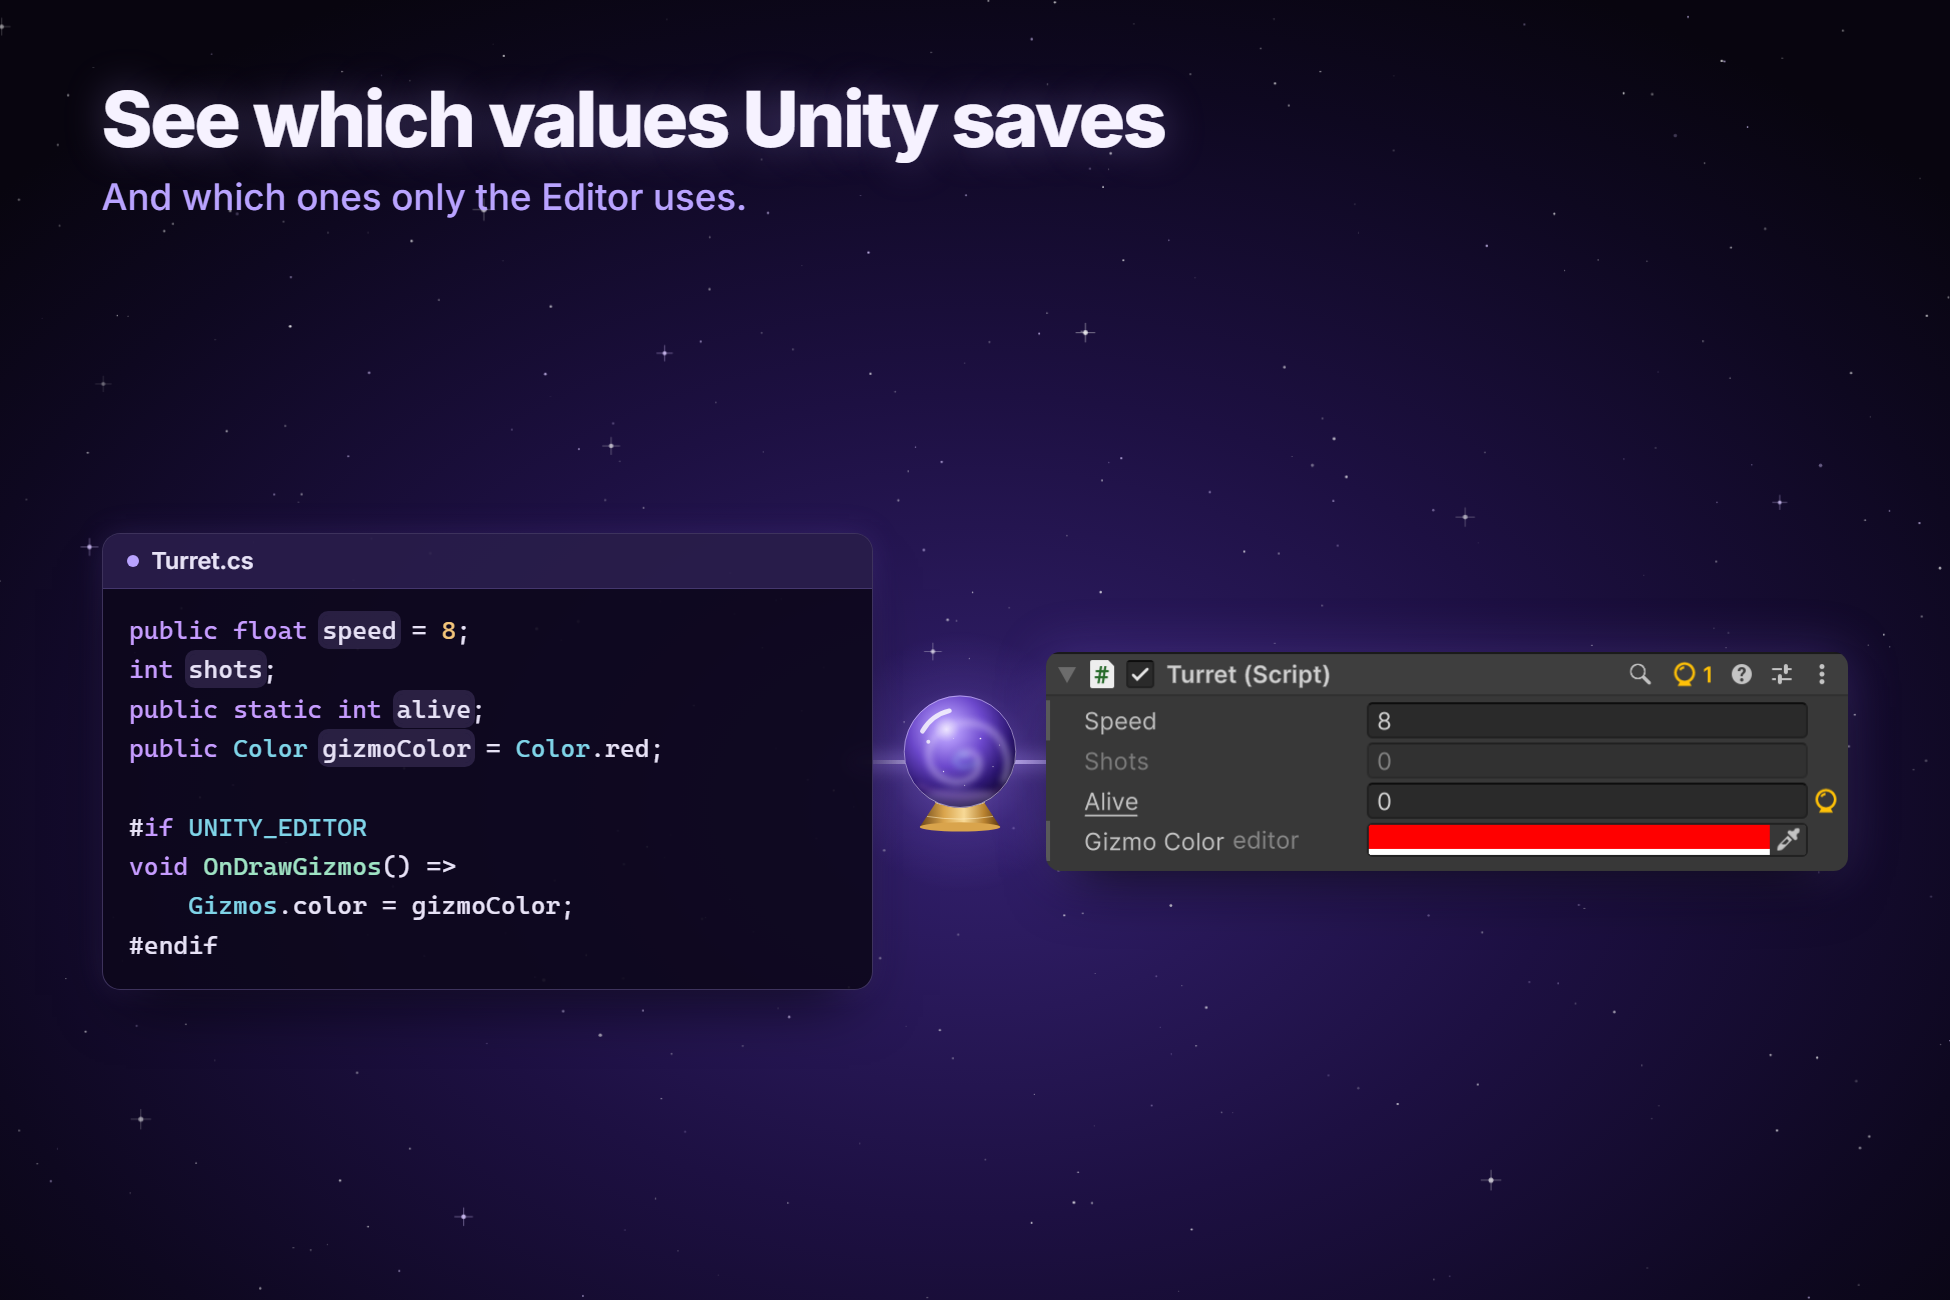 See which values Unity saves
And which ones only the Editor uses.
Turret.cs
public float speed = 8;
int shots;
public static int alive;
public Color gizmoColor = Color.red;
#if UNITY_EDITOR
void OnDrawGizmos() =>
    Gizmos.color = gizmoColor;
#endif
# Turret (Script) 1 ?
Speed 8
Shots 0
Alive 0
Gizmo Color editor